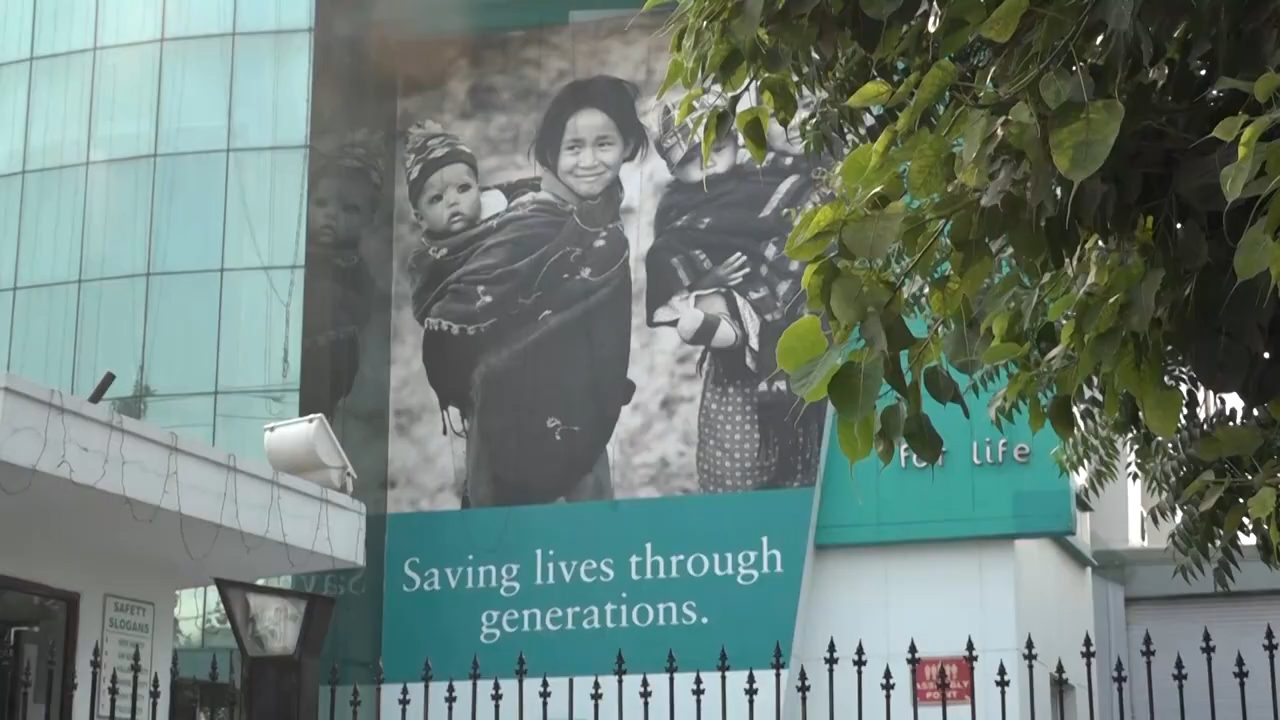 for life
Saving lives through
generations.
SAFETY
SLOGANS
ASSEMBLY
POINT